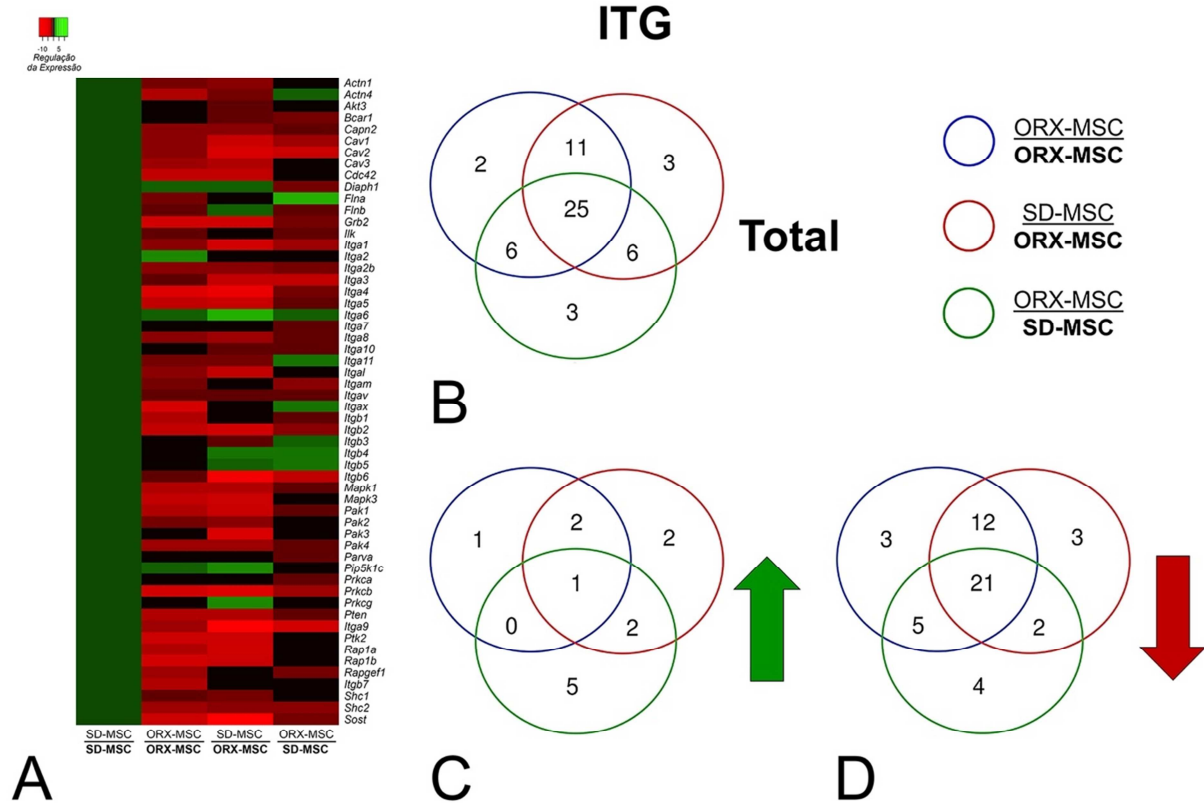 ITG
-10 5
Regulação
da Expressão
Actn1
Actn4
Akt3
Bcar1
Capn2
Cav1
Cav2
Cav3
Cdc42
Diaph1
Flna
Flnb
Grb2
Ilk
Itga1
Itga2
Itga2b
Itga3
Itga4
Itga5
Itga6
Itga7
Itga8
Itga10
Itga11
Itgal
Itgam
Itgav
Itgax
Itgb1
Itgb2
Itgb3
Itgb4
Itgb5
Itgb6
Mapk1
Mapk3
Pak1
Pak2
Pak3
Pak4
Parva
Pip5k1c
Prkca
Prkcb
Prkcg
Pten
Itga9
Ptk2
Rap1a
Rap1b
Rapgef1
Itgb7
Shc1
Shc2
Sost
SD-MSC ORX-MSC SD-MSC ORX-MSC
SD-MSC ORX-MSC ORX-MSC SD-MSC
A
2 11 3
25
6 6
3
Total
B
ORX-MSC
ORX-MSC
SD-MSC
ORX-MSC
ORX-MSC
SD-MSC
1 2 2
1
0 2
5
C
3 12 3
21
5 2
4
D